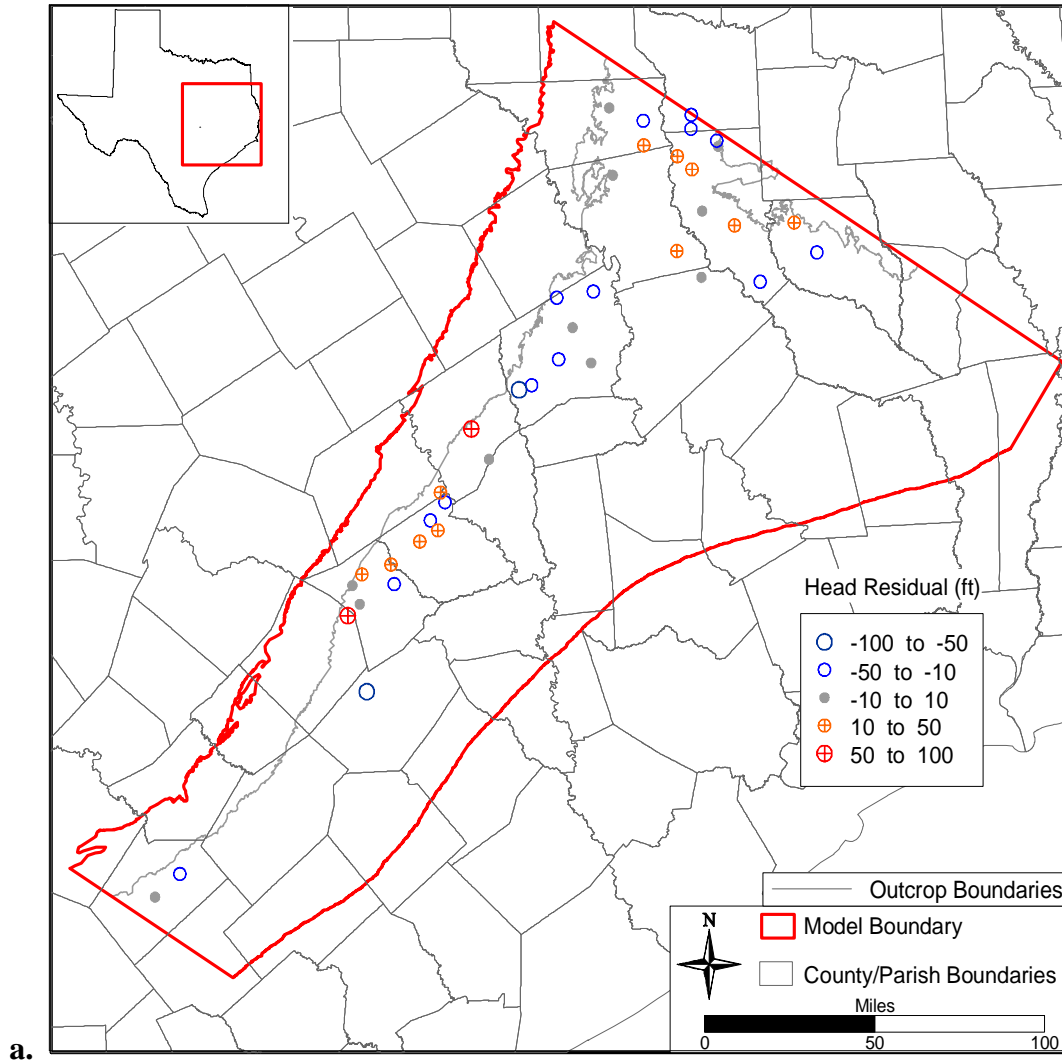 Head Residual (ft)
-100 to -50
-50 to -10
-10 to 10
10 to 50
50 to 100
Outcrop Boundaries
N
Model Boundary
County/Parish Boundaries
Miles
0 50 100
a.